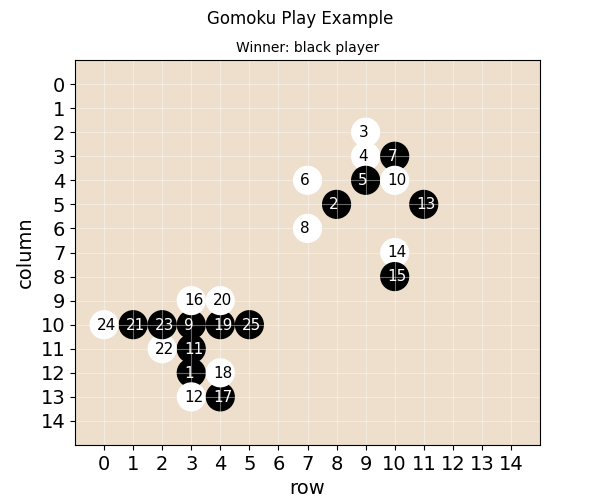 Gomoku Play Example
Winner: black player
0
1
2 3
3 4 7
4 6 5 10
5 2 13
6 8
7 14
8 15
9 16 20
10 24 21 23 9 19 25
11 22 11
12 1 18
13 12 17
14
column
0 1 2 3 4 5 6 7 8 9 10 11 12 13 14
row